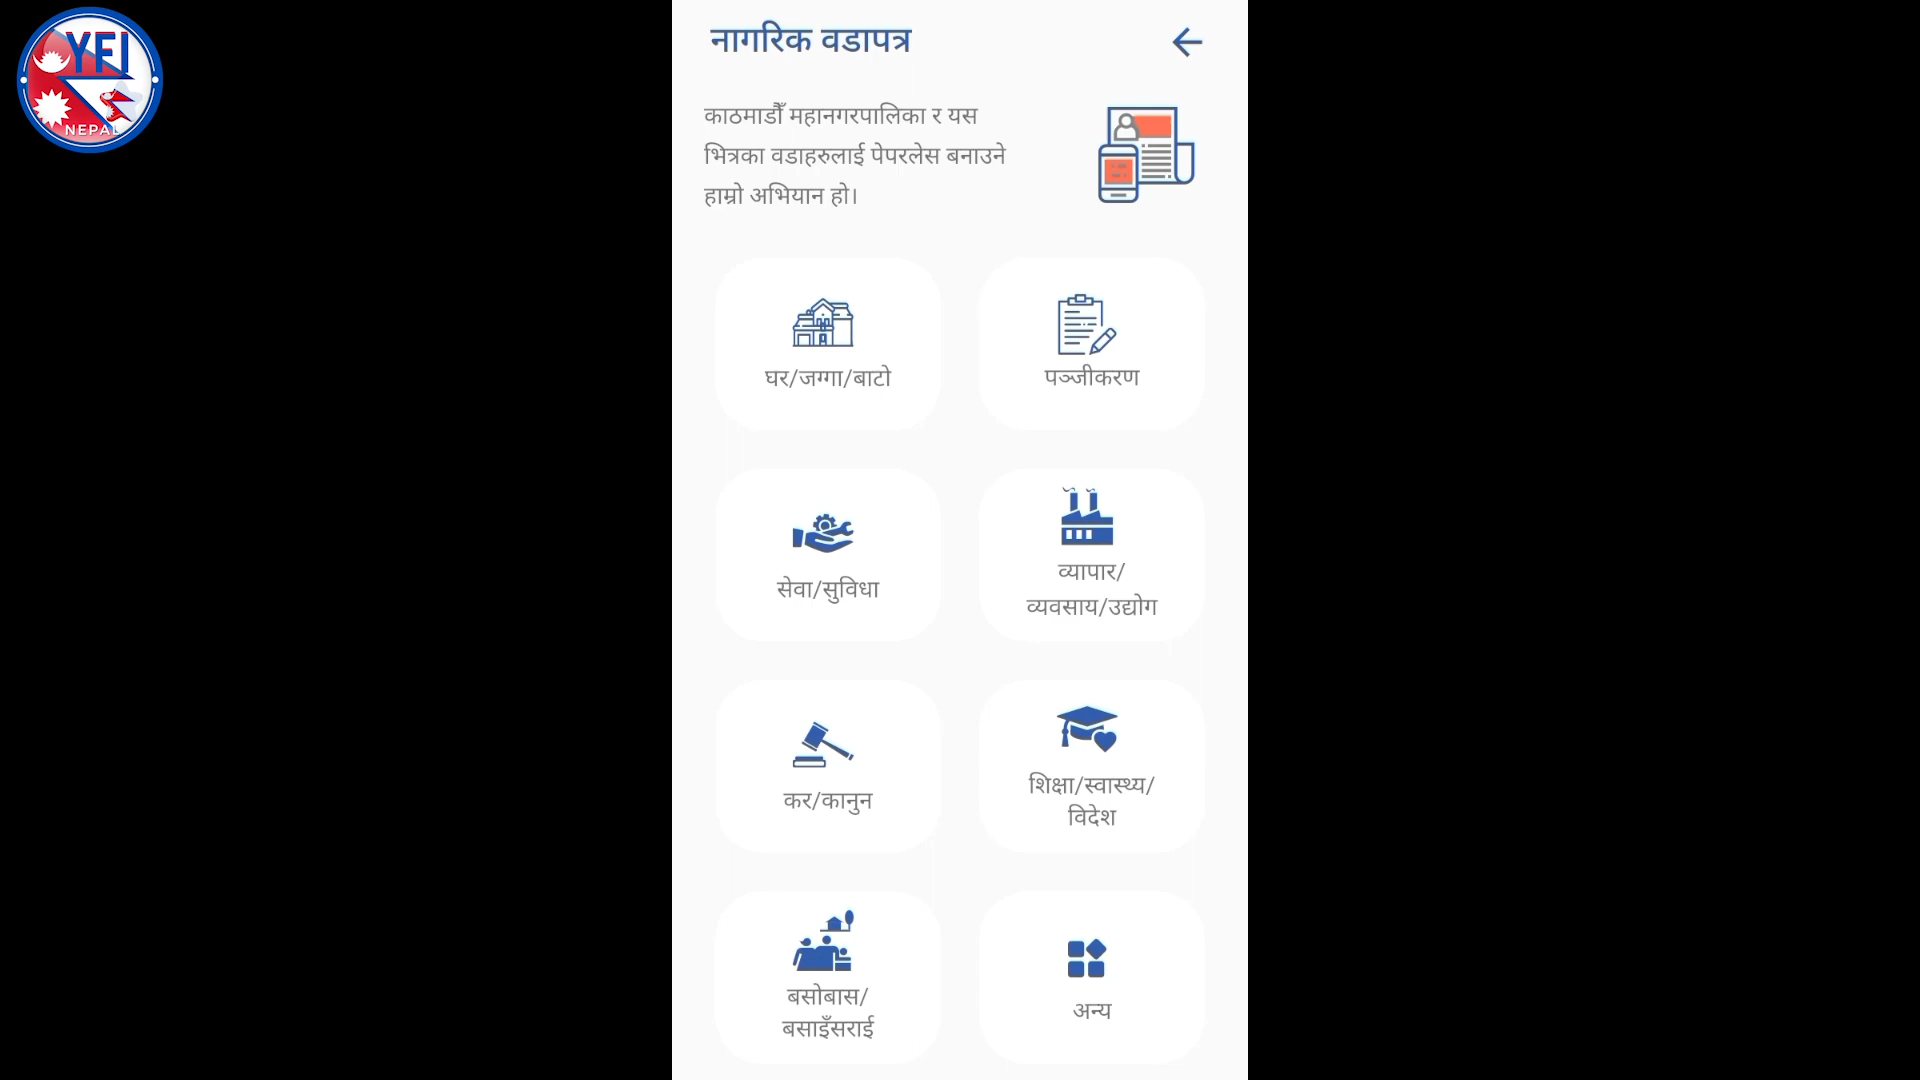 YFI
NEPAL
नागरिक वडापत्र
काठमाडौँ महानगरपालिका र यस
भित्रका वडाहरुलाई पेपरलेस बनाउने
हाम्रो अभियान हो।
घर/जग्गा/बाटो
पञ्जीकरण
सेवा/सुविधा
व्यापार/
व्यवसाय/उद्योग
कर/कानुन
शिक्षा/स्वास्थ्य/
विदेश
बसोबास/
बसाइँसराई
अन्य